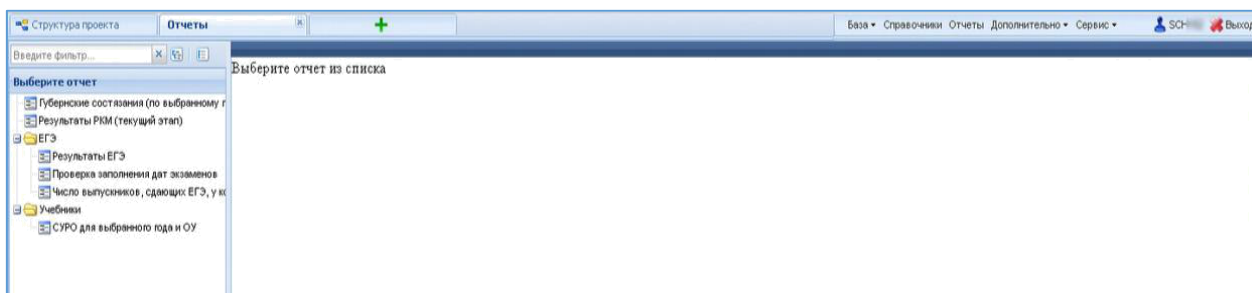 Структура проекта
Отчеты
База Справочники Отчеты Дополнительно Сервис
SCH
Выход
Введите фильтр...
Выберите отчет
Выберите отчет из списка
Губернские состязания (по выбранному г
Результаты РКМ (текущий этап)
ЕГЭ
Результаты ЕГЭ
Проверка заполнения дат экзаменов
Число выпускников, сдающих ЕГЭ, у ко
Учебники
СУРО для выбранного года и ОУ